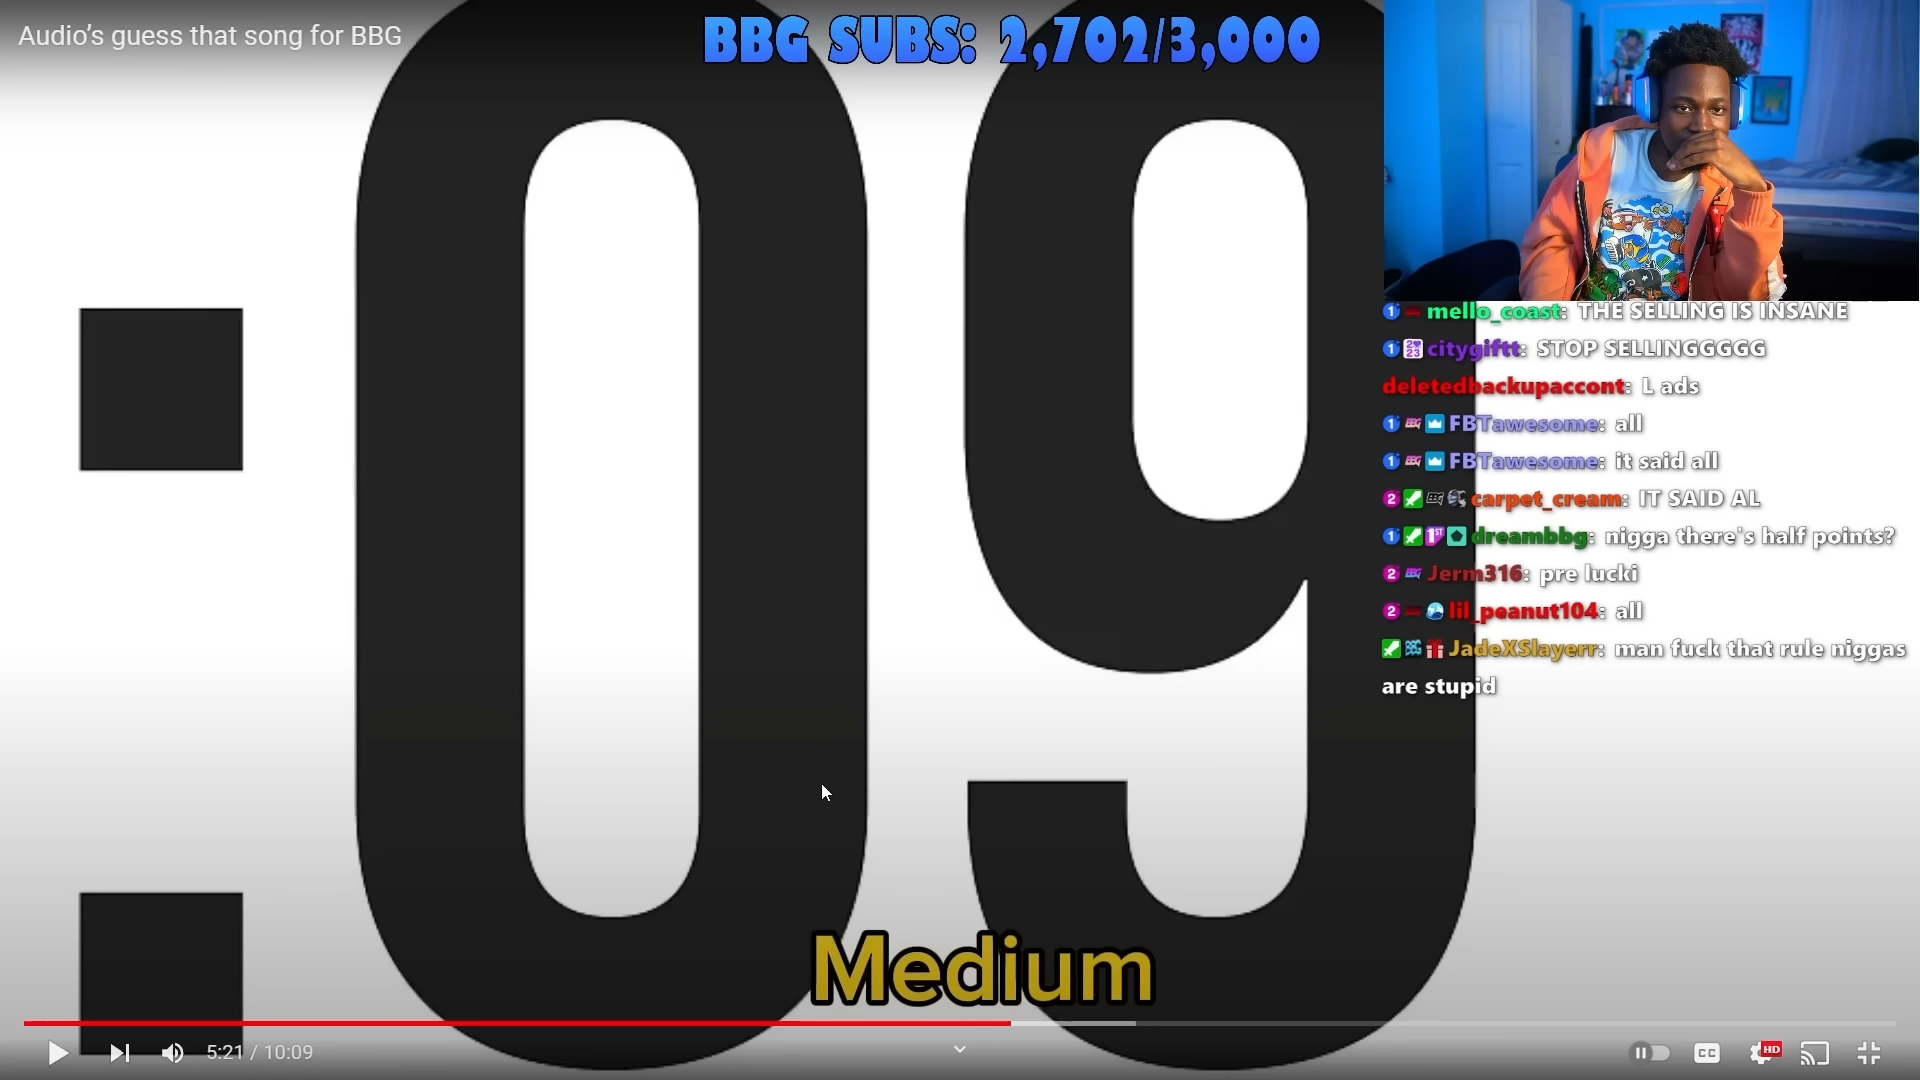 Audio's guess that song for BBG
BBG SUBS: 2,702/3,000
:09
mello_coast: THE SELLING IS INSANE
citygiftt: STOP SELLINGGGGG
deletedbackupaccont: L ads
FBTawesome: all
FBTawesome: it said all
carpet_cream: IT SAID AL
dreambbg: nigga there's half points?
Jerm316: pre lucki
lil_peanut104: all
JadeXSlayerr: man fuck that rule niggas
are stupid
Medium
5:21 / 10:09
CC
HD